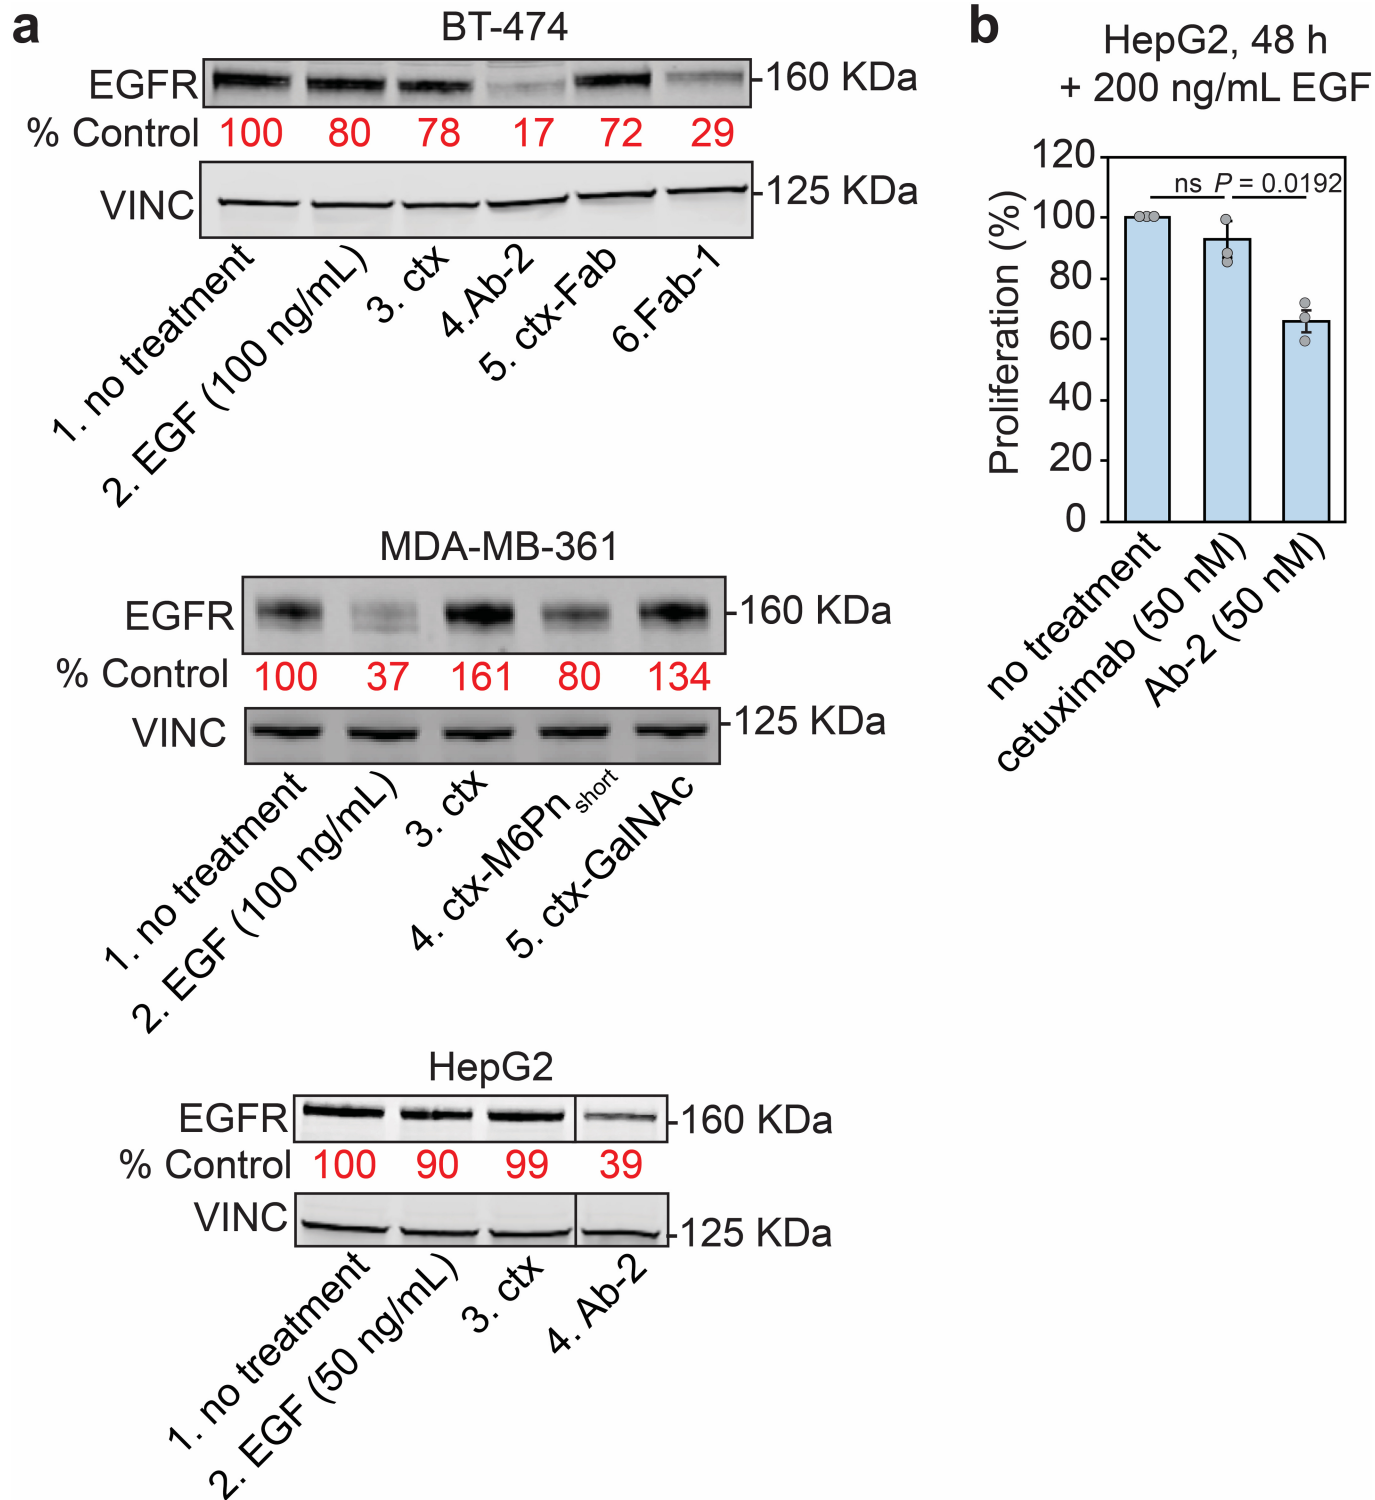 a
BT-474
EGFR
160 KDa
% Control 100 80 78 17 72 29
VINC
125 KDa
1. no treatment
2. EGF (100 ng/mL)
3. ctx
4.Ab-2
5. ctx-Fab
6.Fab-1
MDA-MB-361
EGFR
160 KDa
% Control 100 37 161 80 134
VINC
125 KDa
1. no treatment
2. EGF (100 ng/mL)
3. ctx
4. ctx-M6Pn short
5. ctx-GalNAc
HepG2
EGFR
160 KDa
% Control 100 90 99 39
VINC
125 KDa
1. no treatment
2. EGF (50 ng/mL)
3. ctx
4. Ab-2
b
HepG2, 48 h
+ 200 ng/mL EGF
Proliferation (%)
120
100
80
60
40
20
0
ns P = 0.0192
no treatment
cetuximab (50 nM)
Ab-2 (50 nM)